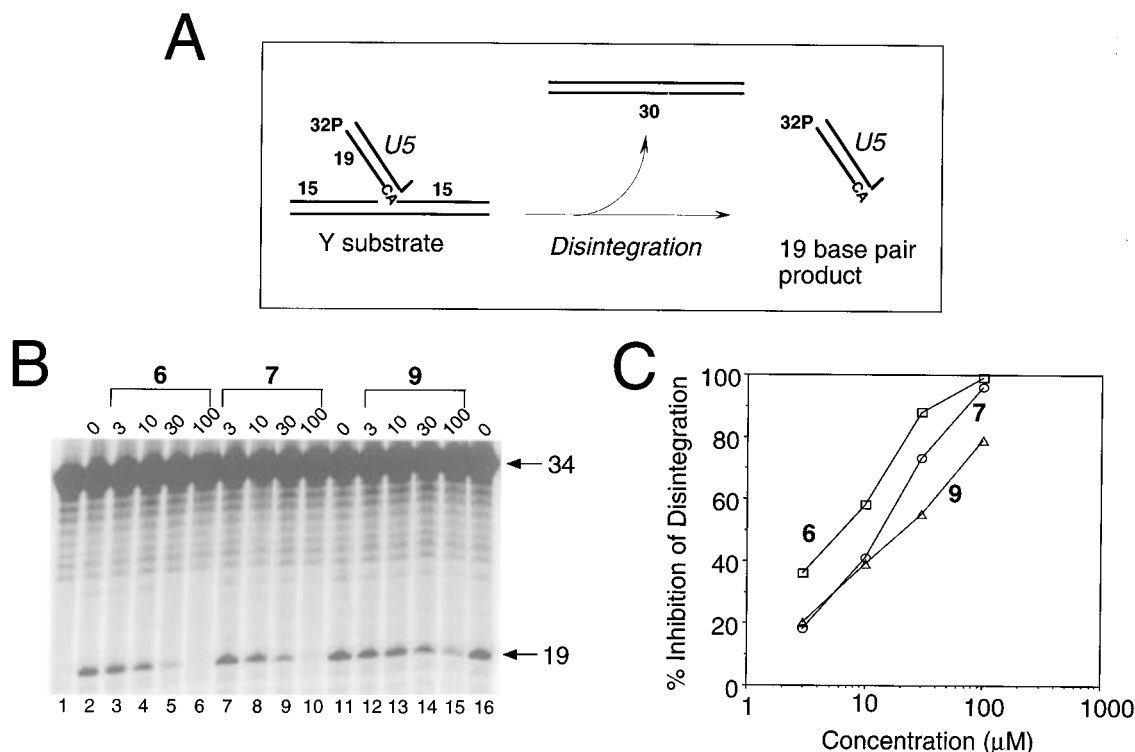 A
32P
U5
19
CA
15 15
Y substrate
30
Disintegration
32P
U5
CA
19 base pair
product
B
6 7 9
0 3 10 30 100 3 10 30 100 0 3 10 30 100 0
34
19
1 2 3 4 5 6 7 8 9 10 11 12 13 14 15 16
C
% Inhibition of Disintegration
100
80
60
40
20
0
6
7
9
1 10 100 1000
Concentration (µM)